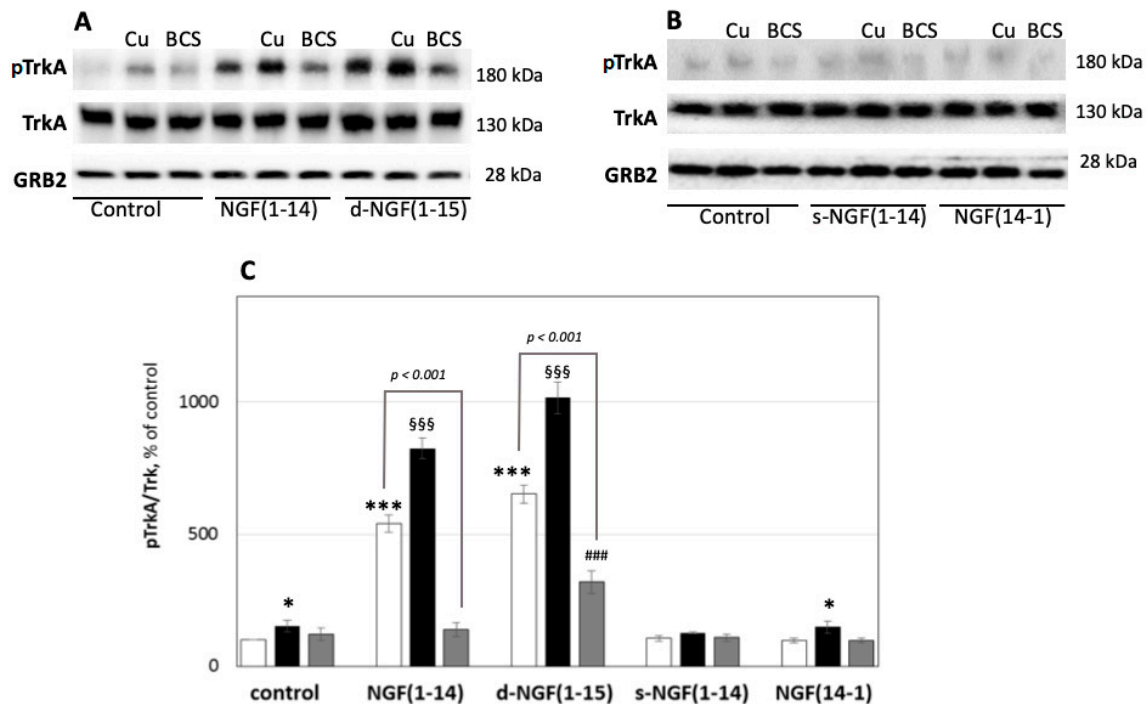 A
Cu BCS Cu BCS Cu BCS
pTrkA 180 kDa
TrkA 130 kDa
GRB2 28 kDa
Control NGF(1-14) d-NGF(1-15)
B
Cu BCS Cu BCS Cu BCS
pTrkA 180 kDa
TrkA 130 kDa
GRB2 28 kDa
Control s-NGF(1-14) NGF(14-1)
C
pTrkA/Trk, % of control
1000
500
0
p < 0.001
p < 0.001
*
***
§§§
***
§§§
###
*
control NGF(1-14) d-NGF(1-15) s-NGF(1-14) NGF(14-1)